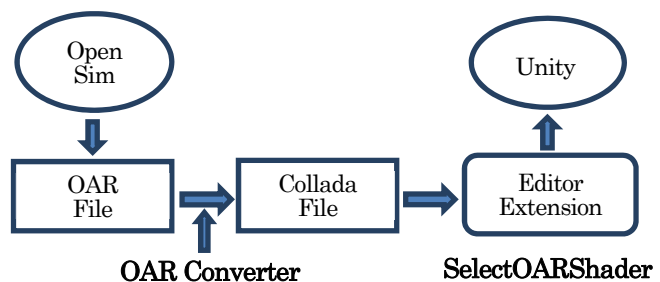 Open
Sim
Unity
OAR
File
Collada
File
Editor
Extension
OAR Converter
SelectOARShader